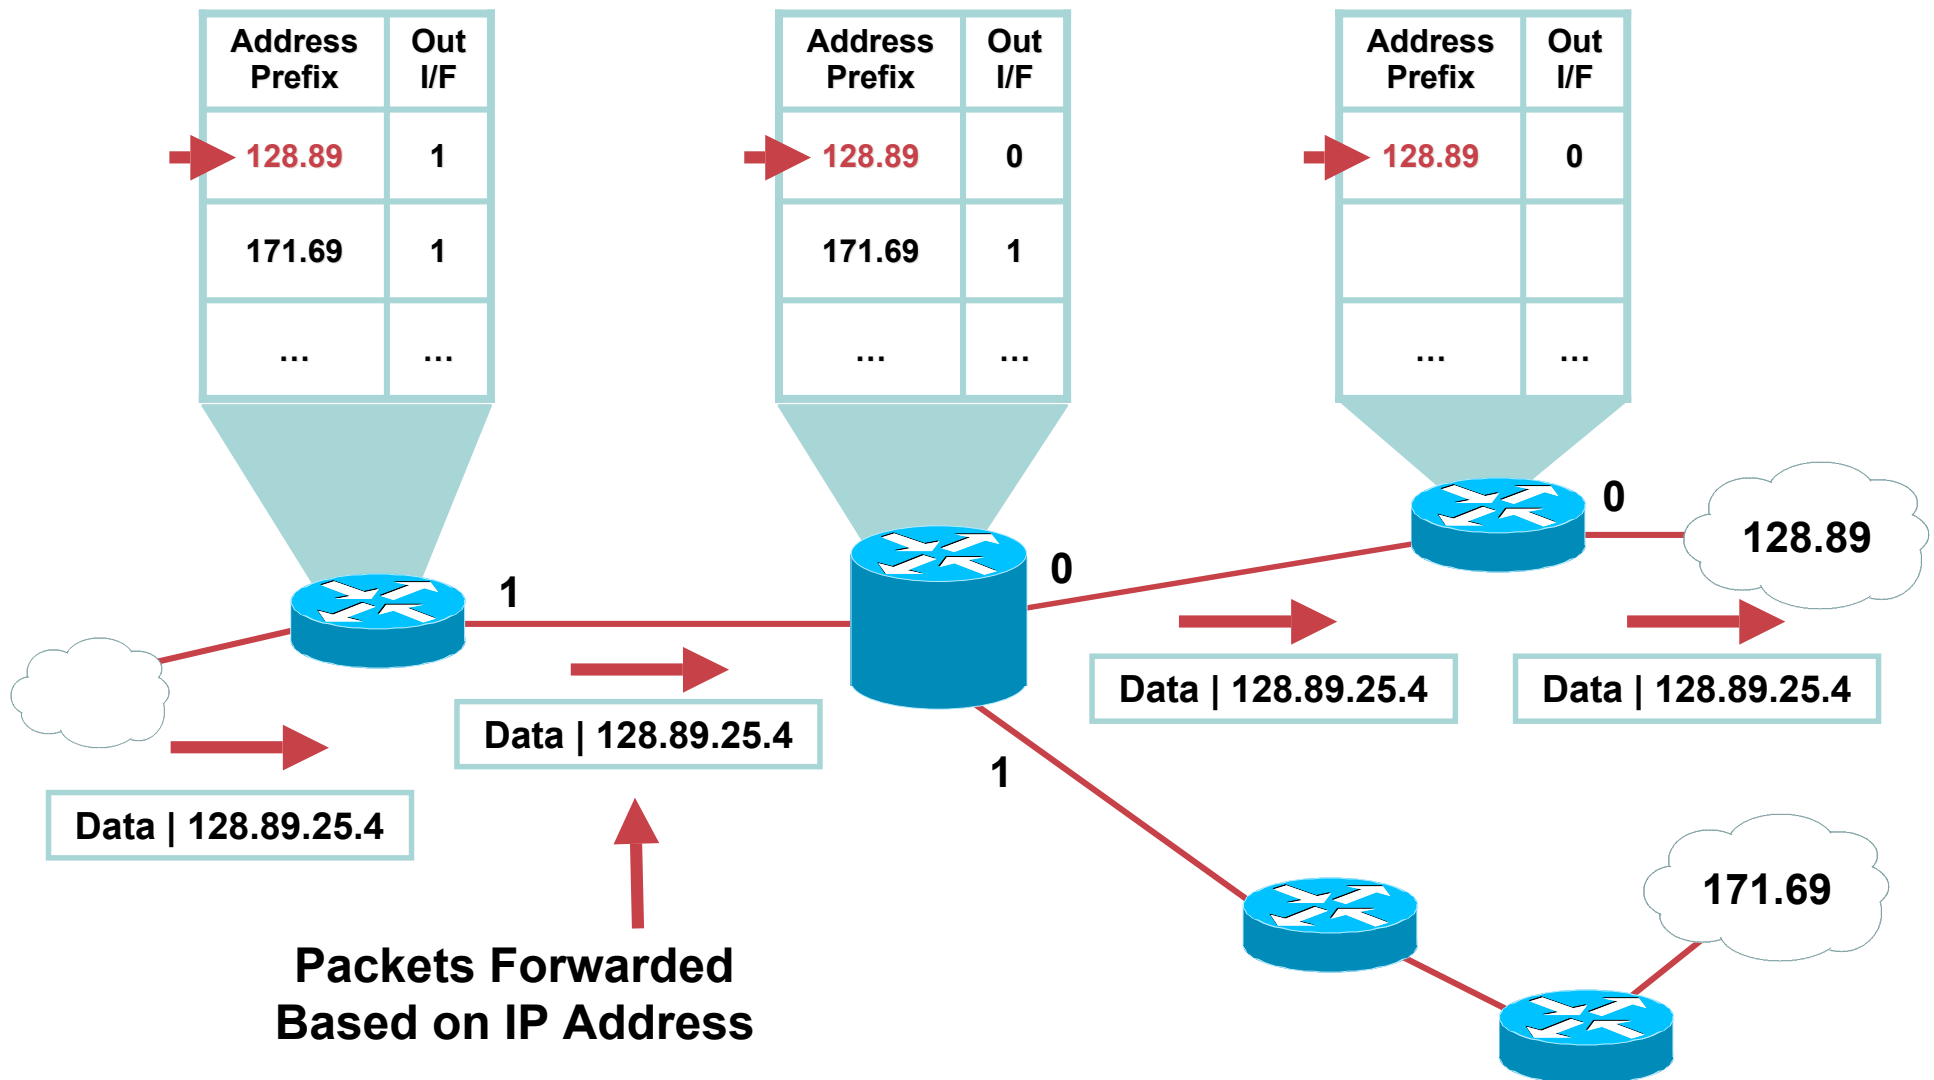 Address Prefix Out I/F
128.89 1
171.69 1
... ...
Address Prefix Out I/F
128.89 0
171.69 1
... ...
Address Prefix Out I/F
128.89 0
... ...
1
0
0
128.89
Data | 128.89.25.4
Data | 128.89.25.4
Data | 128.89.25.4
Data | 128.89.25.4
1
171.69
Packets Forwarded
Based on IP Address